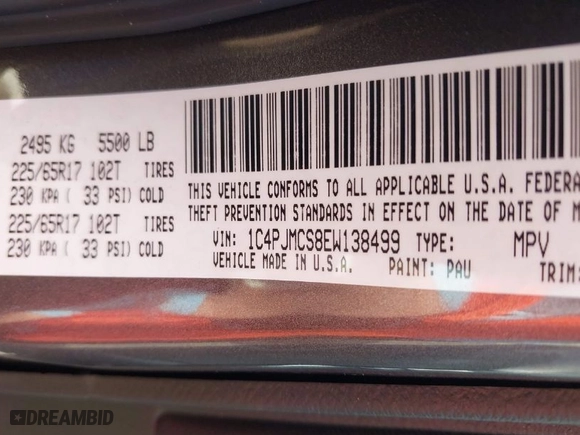 2495 KG 5500 LB
225/65R17 102T TIRES
230 KPA ( 33 PSI) COLD
225/65R17 102T TIRES
230 KPA ( 33 PSI) COLD
THIS VEHICLE CONFORMS TO ALL APPLICABLE U.S.A. FEDERA
THEFT PREVENTION STANDARDS IN EFFECT ON THE DATE OF M
VIN: 1C4PJMCS8EW138499 TYPE: MPV
VEHICLE MADE IN U.S.A. PAINT: PAU TRIM:
DREAMBID